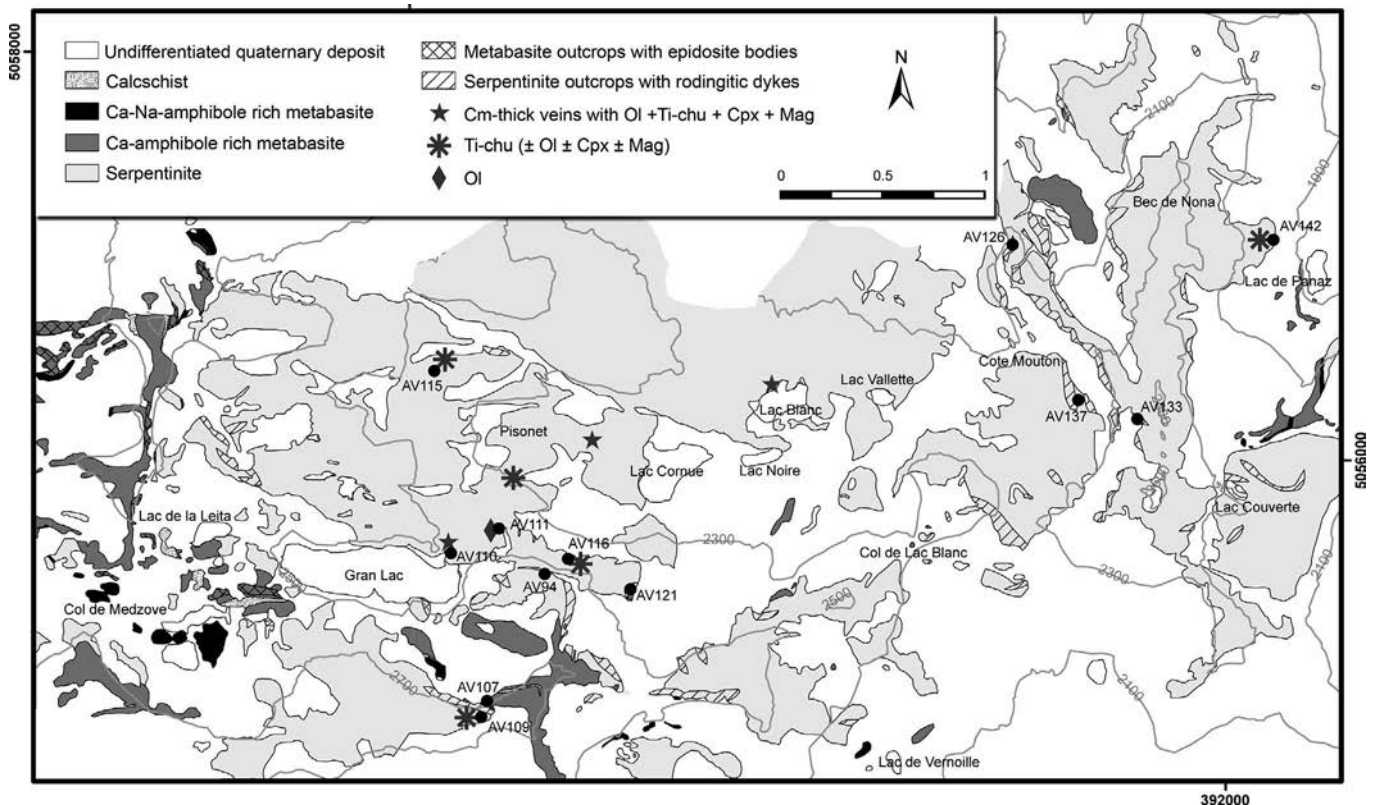 5058000
Undifferentiated quaternary deposit
Calcschist
Ca-Na-amphibole rich metabasite
Ca-amphibole rich metabasite
Serpentinite
Metabasite outcrops with epidosite bodies
Serpentinite outcrops with rodingitic dykes
Cm-thick veins with Ol +Ti-chu + Cpx + Mag
Ti-chu (± Ol ± Cpx ± Mag)
Ol
N
0 0.5 1
2100
1900
Bec de Nona
AV126
AV142
Lac de Panaz
AV115
Cote Mouton
Lac Vallette
Lac Blanc
AV137
AV133
Pisonet
Lac Cornue
Lac Noire
5056000
Lac de la Leita
AV111
Lac Couverte
AV110
AV116
2300
Col de Lac Blanc
Gran Lac
AV94
AV121
2300
2100
2500
Col de Medzove
2700
AV107
AV109
2100
Lac de Vernoille
392000